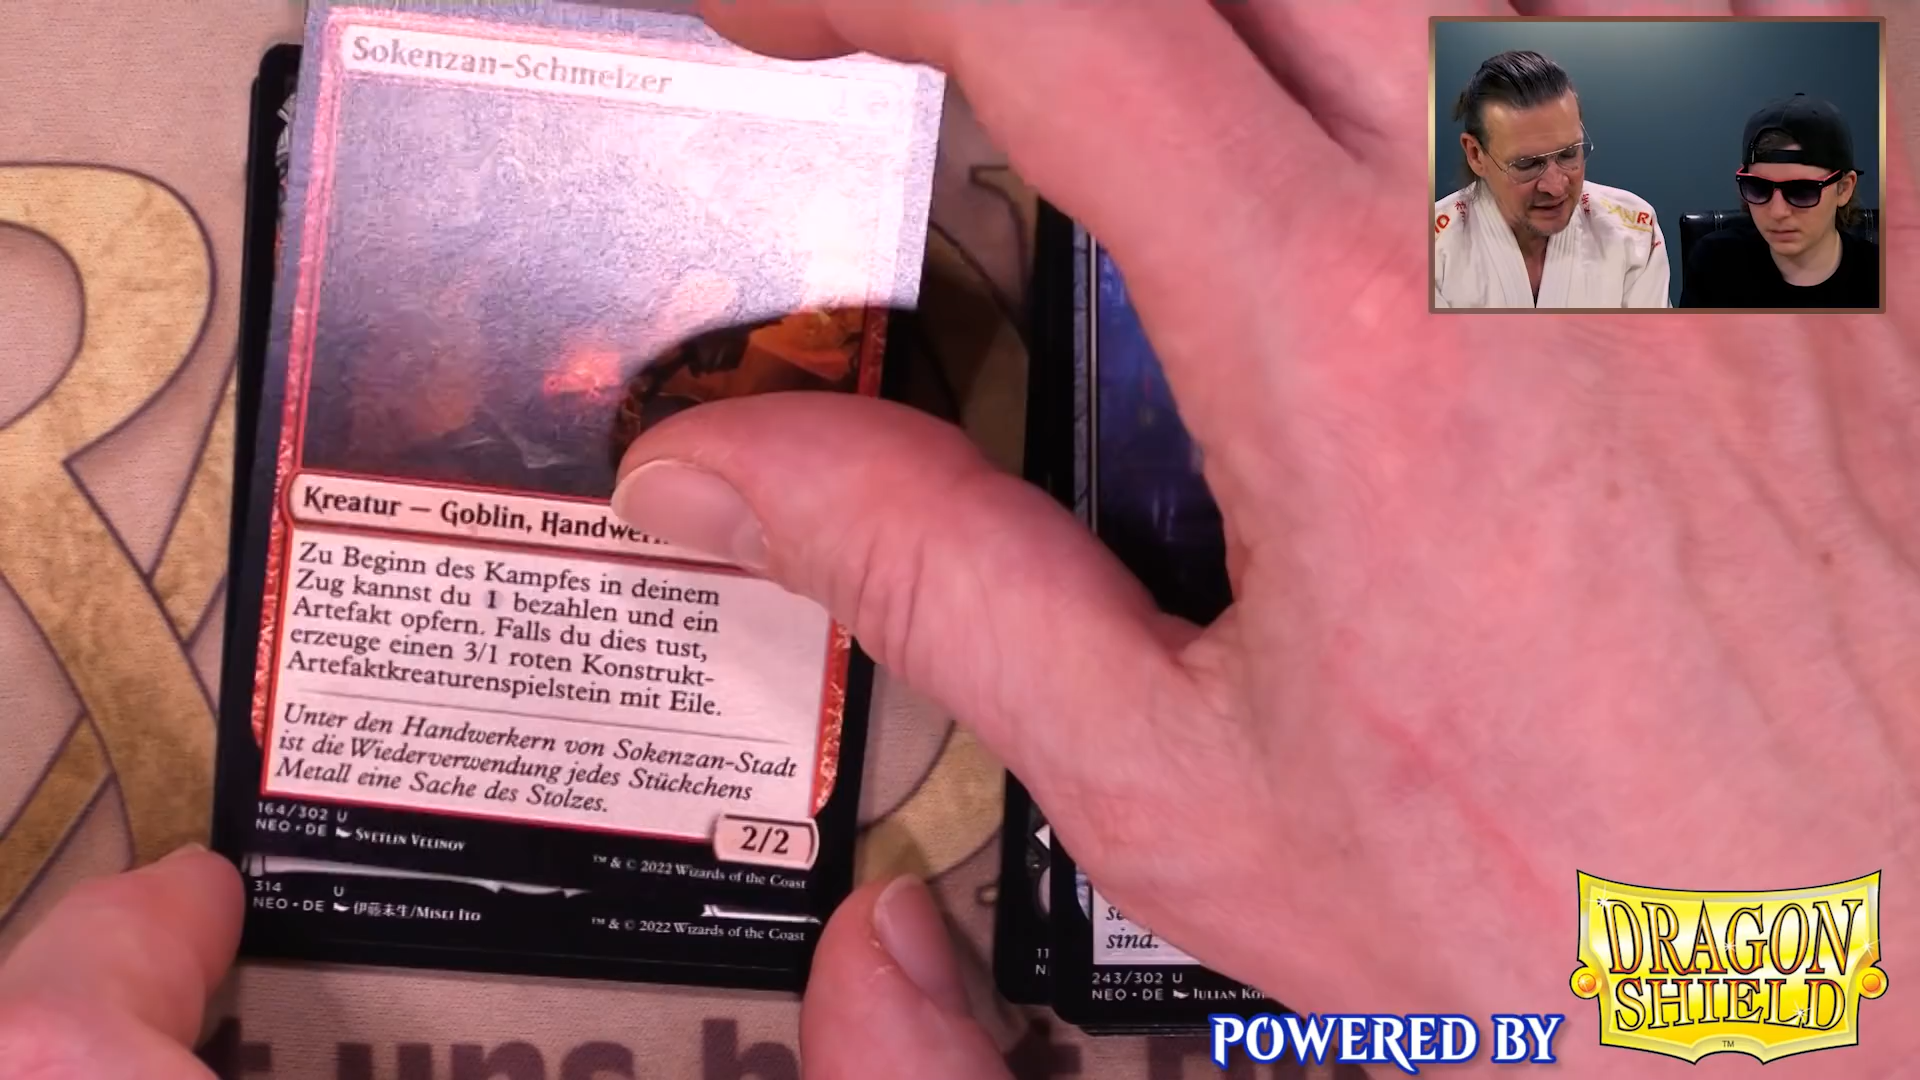 Sokenzan-Schmelzer
Kreatur — Goblin,
Zu Beginn des Kampfes in deinem
Zug kannst du 1 bezahlen und ein
Artefakt opfern. Falls du dies tust,
erzeuge einen 3/1 roten Konstrukt-
Artefaktkreaturenspielstein mit Eile.
Unter den Handwerkern von Sokenzan-Stadt
ist die Wiederverwendung jedes Stückchens
Metall eine Sache des Stolzes.
2/2
164/302 U
NEO • DE SVETLIN VELINOV
™ & © 2022 Wizards of the Coast
314 U
NEO • DE 伊藤未生/MISEI ITO
™ & © 2022 Wizards of the Coast
sind.
243/302 U
NEO • DE JULIAN
uns
POWERED BY
DRAGON
SHIELD
TM